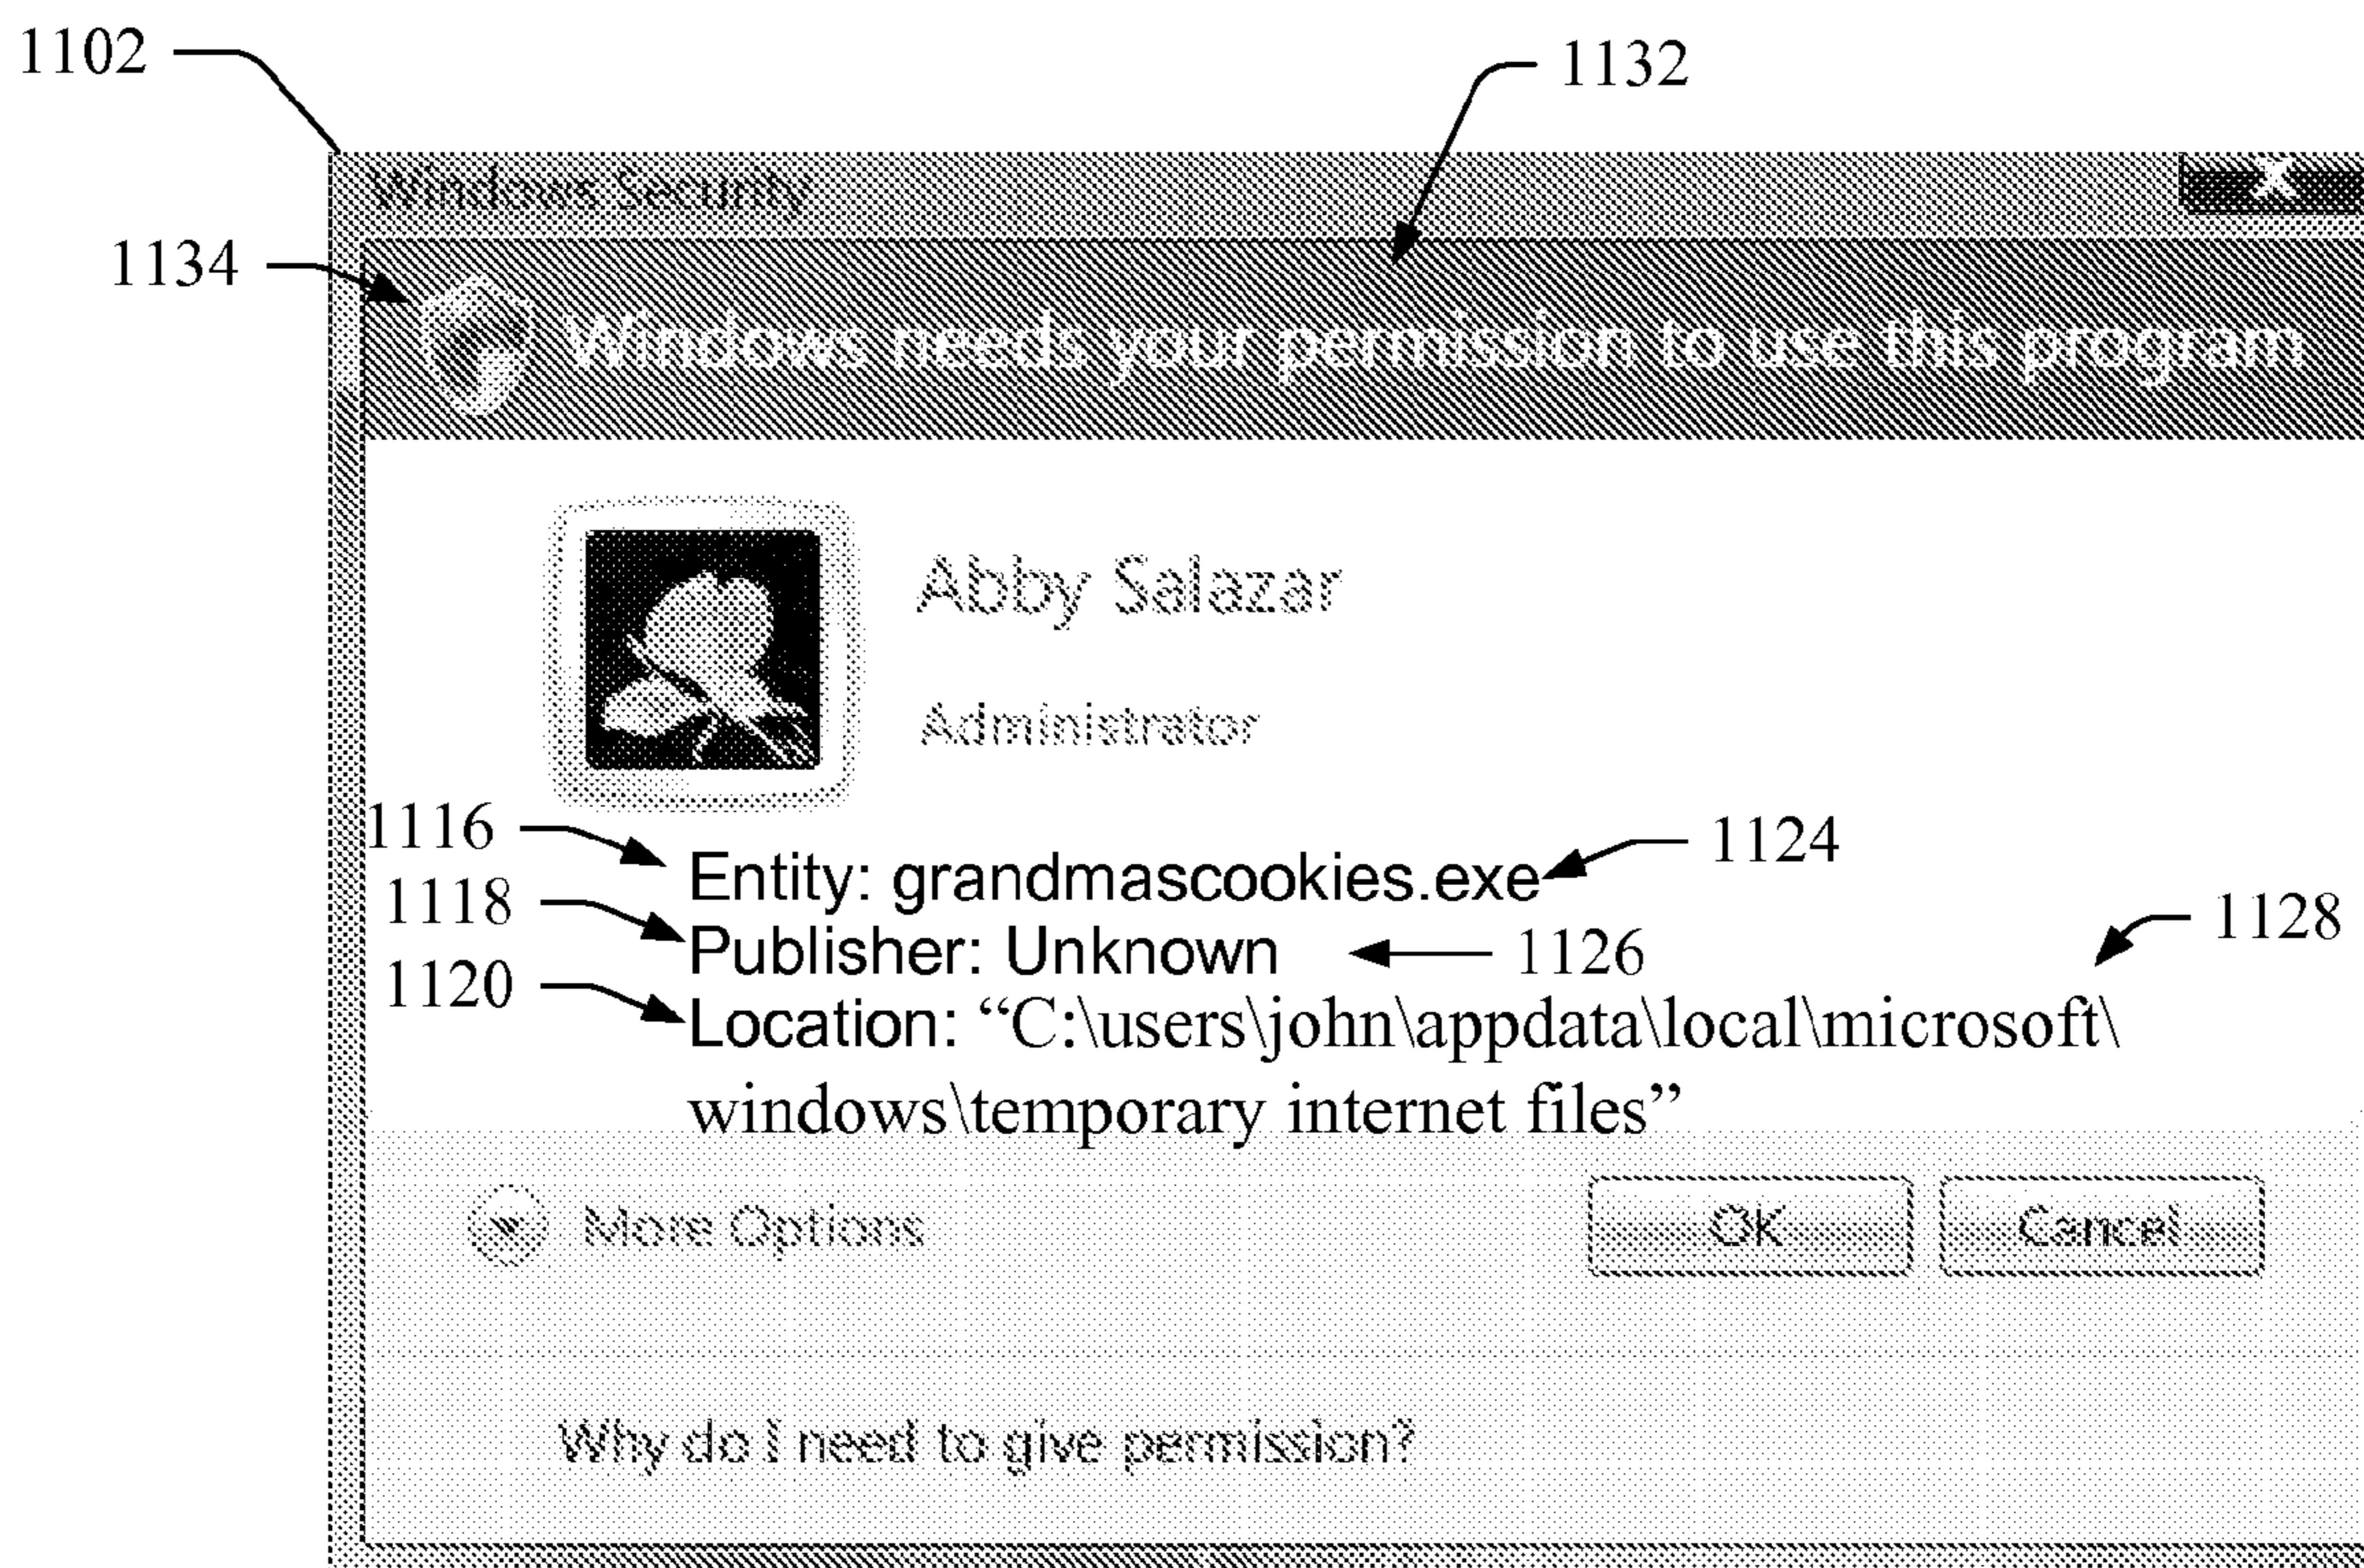 1102
1132
Windows Security
X
1134
Windows needs your permission to use this program
Abby Salazar
Administrator
1116
Entity: grandmascookies.exe
1124
1118
Publisher: Unknown
1126
1128
1120
Location: “C:\users\john\appdata\local\microsoft\
windows\temporary internet files”
More Options
OK
Cancel
Why do I need to give permission?